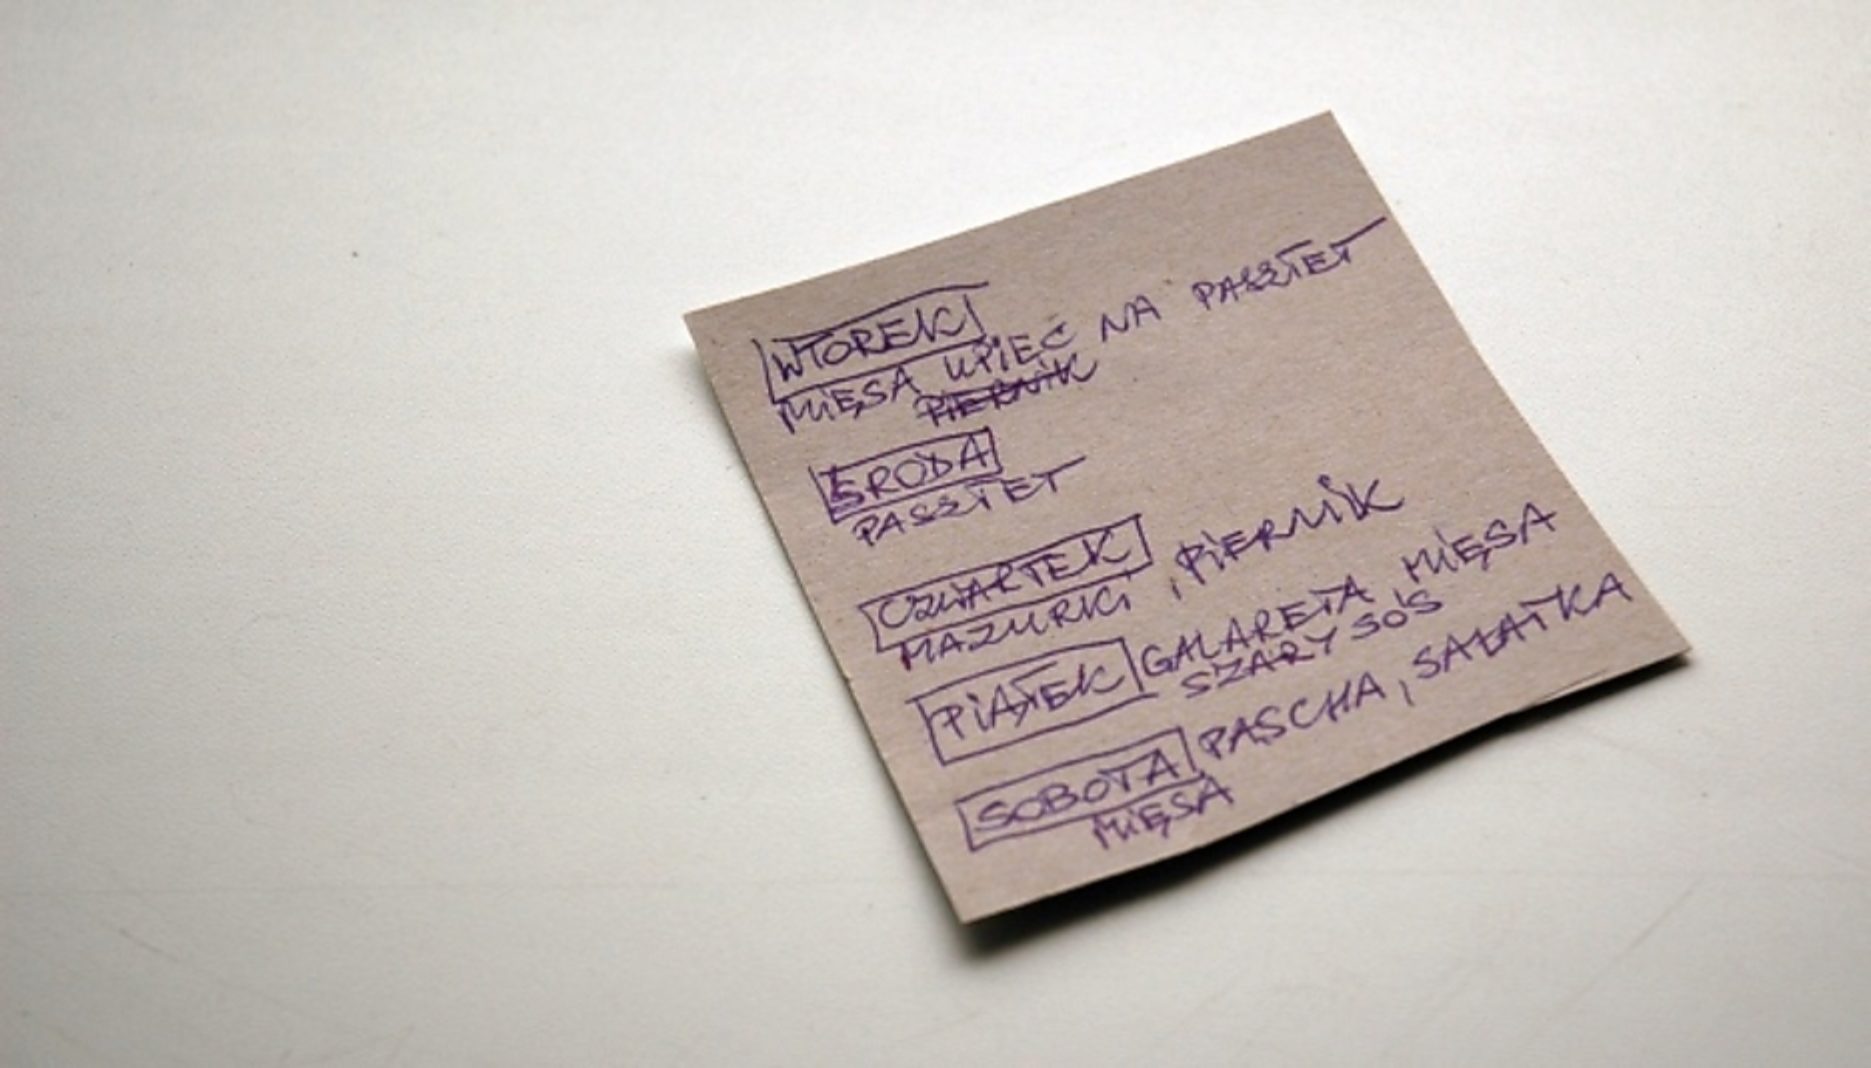 WTOREK
MIĘSA UPIEC NA PASZTET
PIERNIK
ŚRODA
PASZTET
CZWARTEK
MAZURKI, PIERNIK
PIĄTEK GALARETA, MIĘSA
SZARY SOS
SOBOTA PASCHA, SAŁATKA
MIĘSA